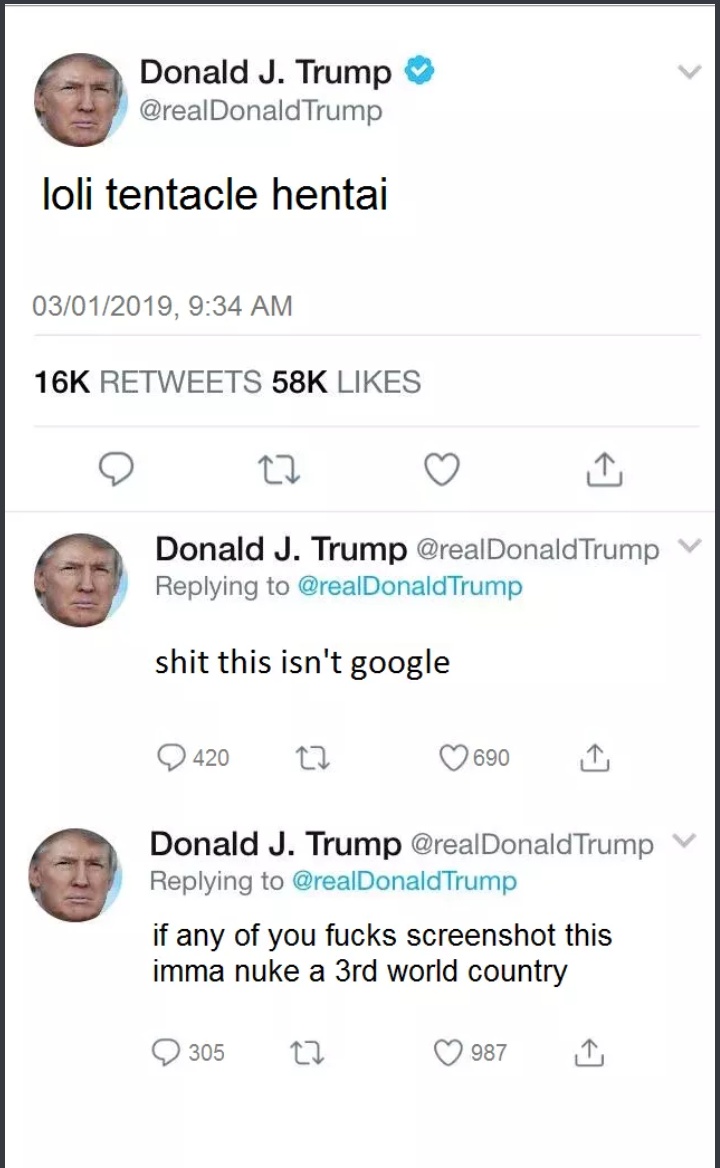 Donald J. Trump
@realDonaldTrump
loli tentacle hentai
03/01/2019, 9:34 AM
16K RETWEETS 58K LIKES
Donald J. Trump @realDonaldTrump
Replying to @realDonaldTrump
shit this isn't google
420 690
Donald J. Trump @realDonaldTrump
Replying to @realDonaldTrump
if any of you fucks screenshot this
imma nuke a 3rd world country
305 987